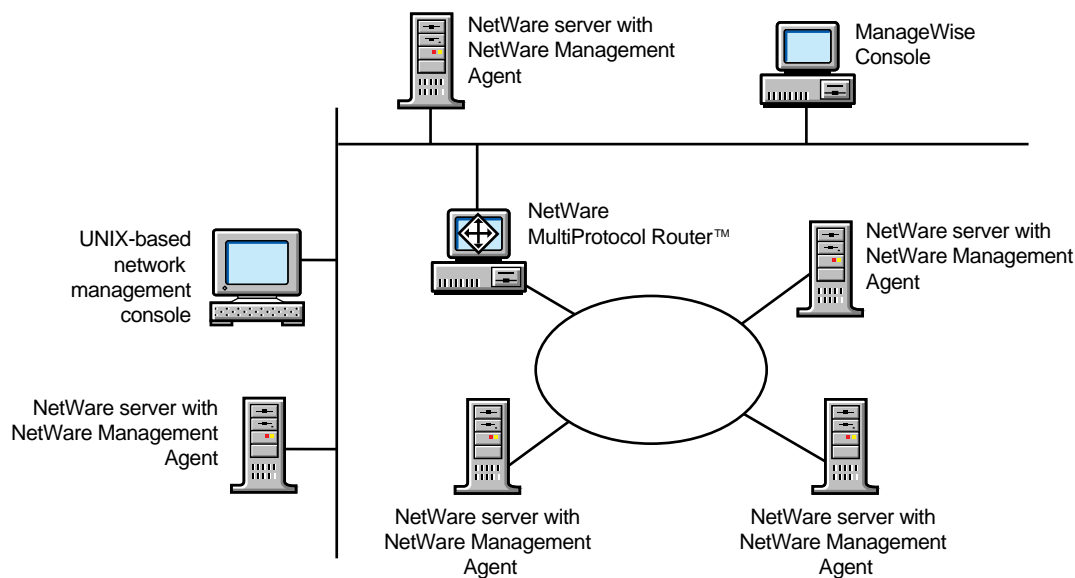 NetWare server with
NetWare Management
Agent
ManageWise
Console
UNIX-based
network
management
console
NetWare
MultiProtocol Router™
NetWare server with
NetWare Management
Agent
NetWare server with
NetWare Management
Agent
NetWare server with
NetWare Management
Agent
NetWare server with
NetWare Management
Agent